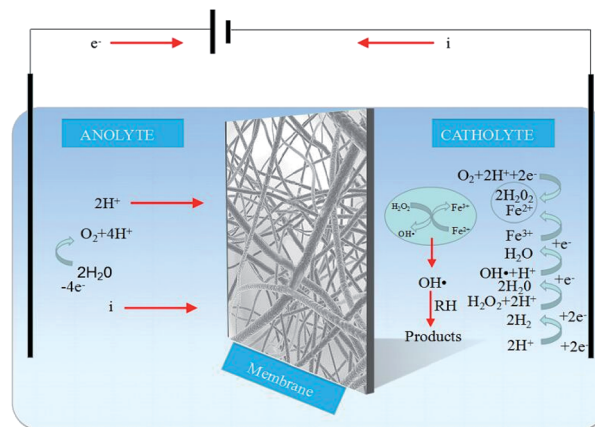 e-
i
ANOLYTE
CATHOLYTE
2H⁺
O₂+4H⁺
2H₂0
-4e-
i
Membrane
H₂O₂
Fe³⁺
OH•
Fe²⁺
OH•
RH
Products
O₂+2H⁺+2e-
2H₂0₂
Fe²⁺
Fe³⁺
+e-
H₂O
OH•+H⁺
+e-
2H₂0
H₂O₂+2H⁺
2H₂
+2e-
2H⁺
+2e-